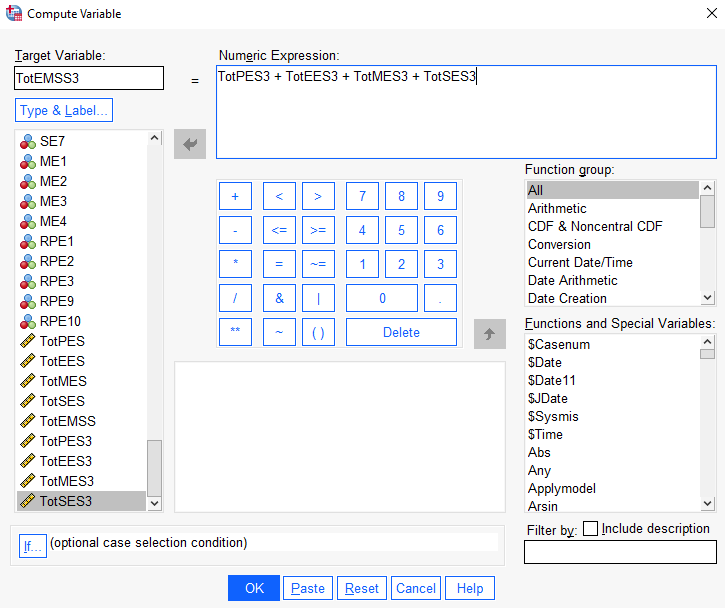 Compute Variable
Target Variable:
TotEMSS3
=
Numeric Expression:
TotPES3 + TotEES3 + TotMES3 + TotSES3
Type & Label...
SE7
ME1
ME2
ME3
ME4
RPE1
RPE2
RPE3
RPE9
RPE10
TotPES
TotEES
TotMES
TotSES
TotEMSS
TotPES3
TotEES3
TotMES3
TotSES3
+ < > 7 8 9
- <= >= 4 5 6
* = ~= 1 2 3
/ & | 0 .
** ~ ( ) Delete
Function group:
All
Arithmetic
CDF & Noncentral CDF
Conversion
Current Date/Time
Date Arithmetic
Date Creation
Functions and Special Variables:
$Casenum
$Date
$Date11
$JDate
$Sysmis
$Time
Abs
Any
Applymodel
Arsin
If... (optional case selection condition)
Filter by: Include description
OK Paste Reset Cancel Help